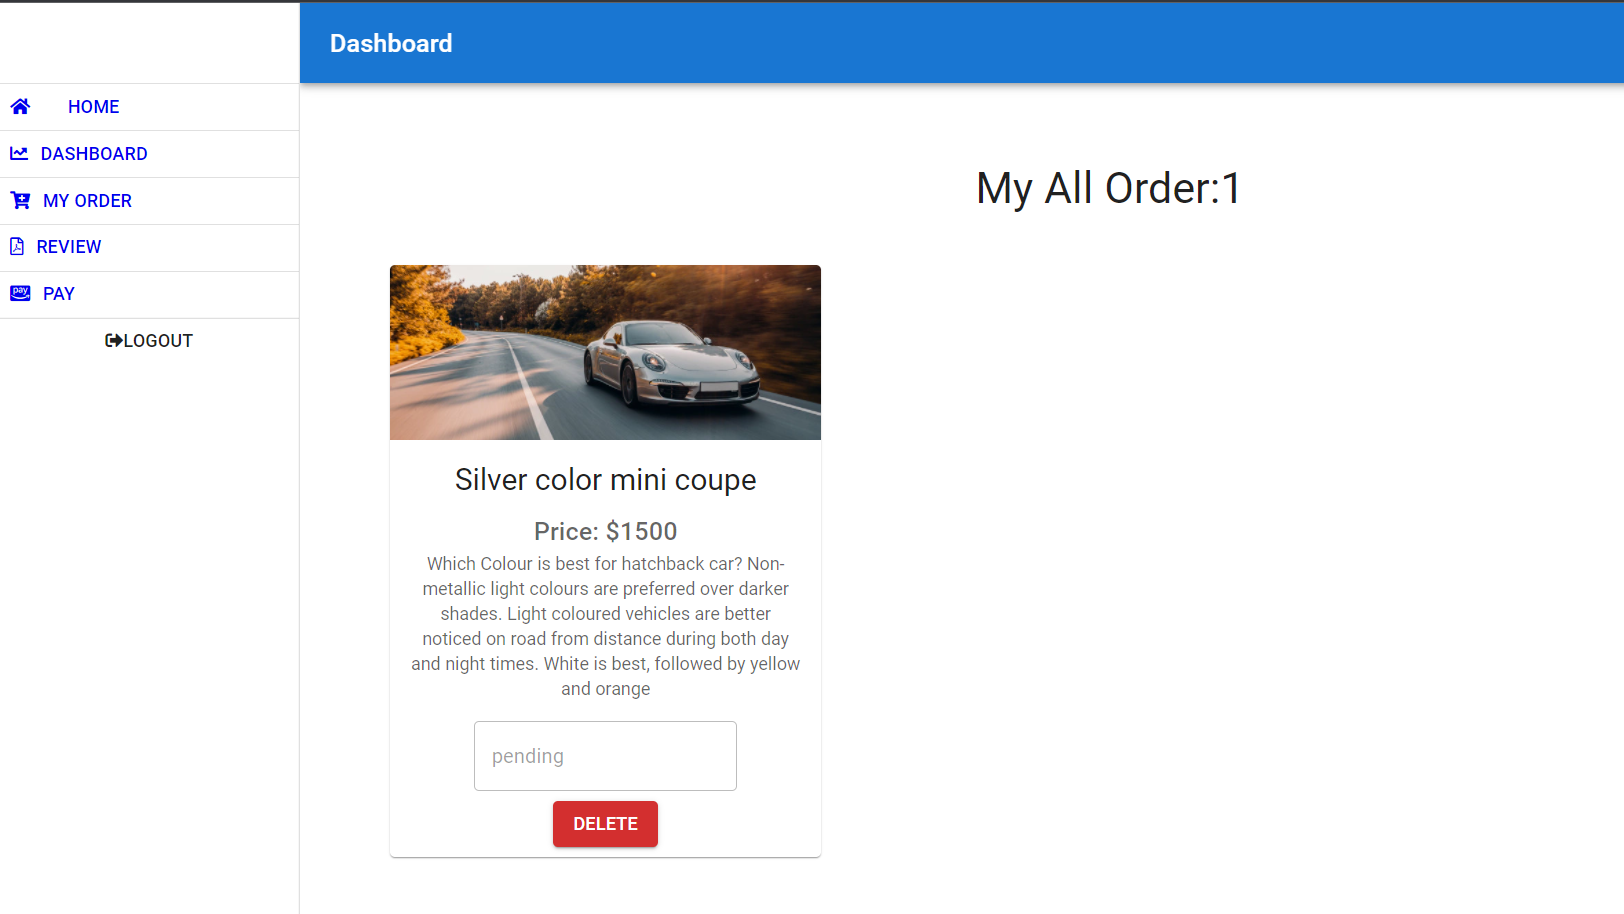 Dashboard
HOME
DASHBOARD
MY ORDER
REVIEW
pay
PAY
LOGOUT
My All Order:1
Silver color mini coupe
Price: $1500
Which Colour is best for hatchback car? Non-
metallic light colours are preferred over darker
shades. Light coloured vehicles are better
noticed on road from distance during both day
and night times. White is best, followed by yellow
and orange
pending
DELETE